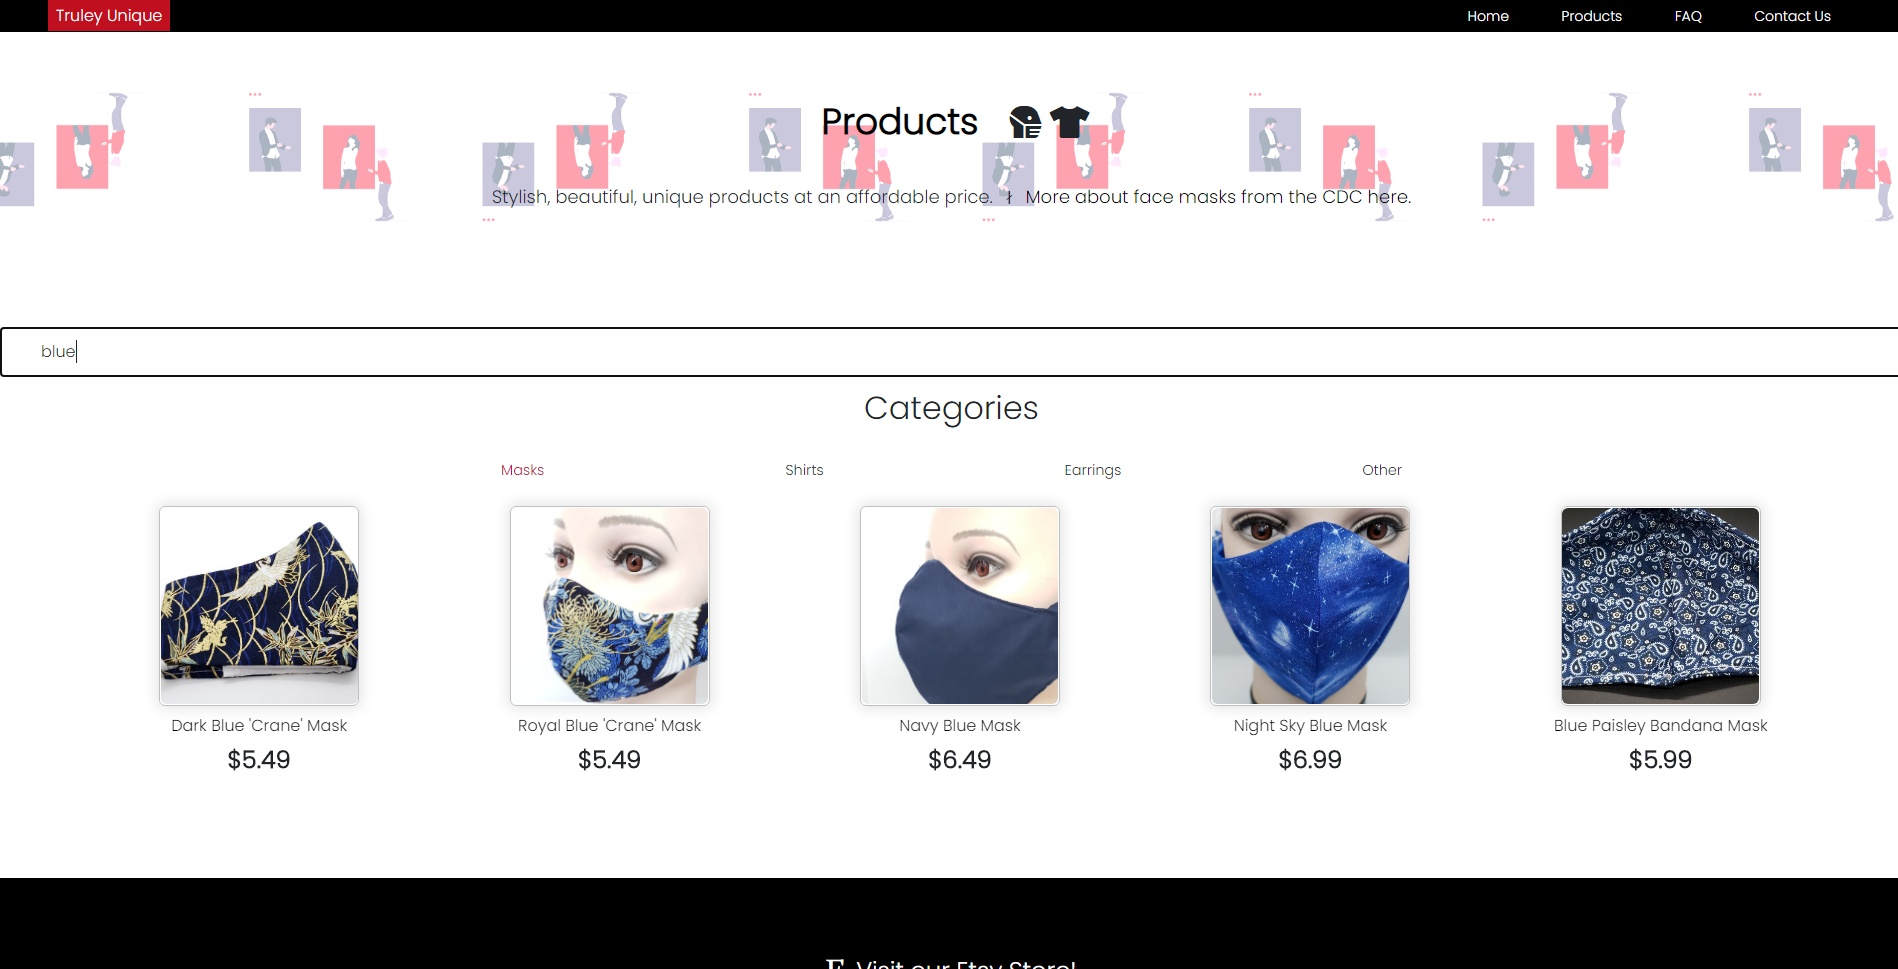 Truley Unique
Home Products FAQ Contact Us
Products
Stylish, beautiful, unique products at an affordable price. More about face masks from the CDC here.
blue
Categories
Masks Shirts Earrings Other
Dark Blue 'Crane' Mask
$5.49
Royal Blue 'Crane' Mask
$5.49
Navy Blue Mask
$6.49
Night Sky Blue Mask
$6.99
Blue Paisley Bandana Mask
$5.99
Visit our Etsy Store!